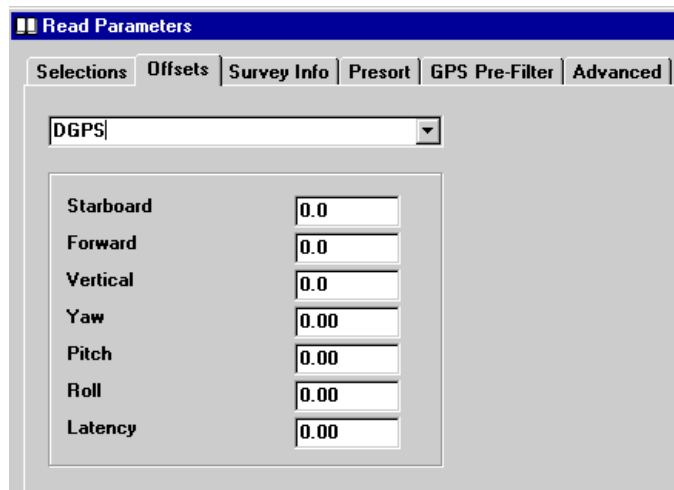 Read Parameters
Selections Offsets Survey Info Presort GPS Pre-Filter Advanced
DGPS
Starboard 0.0
Forward 0.0
Vertical 0.0
Yaw 0.00
Pitch 0.00
Roll 0.00
Latency 0.00